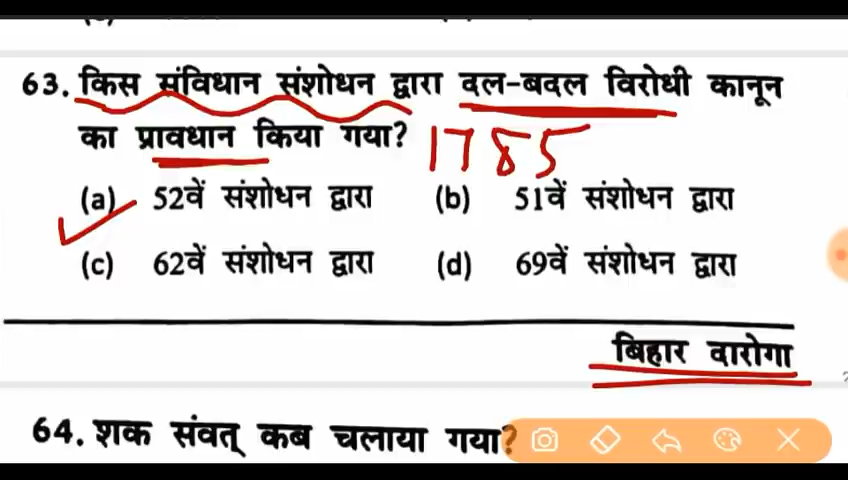 63. किस संविधान संशोधन द्वारा दल-बदल विरोधी कानून
का प्रावधान किया गया? 1785
(a) 52वें संशोधन द्वारा (b) 51वें संशोधन द्वारा
(c) 62वें संशोधन द्वारा (d) 69वें संशोधन द्वारा
बिहार दारोगा
64. शक संवत् कब चलाया गया?